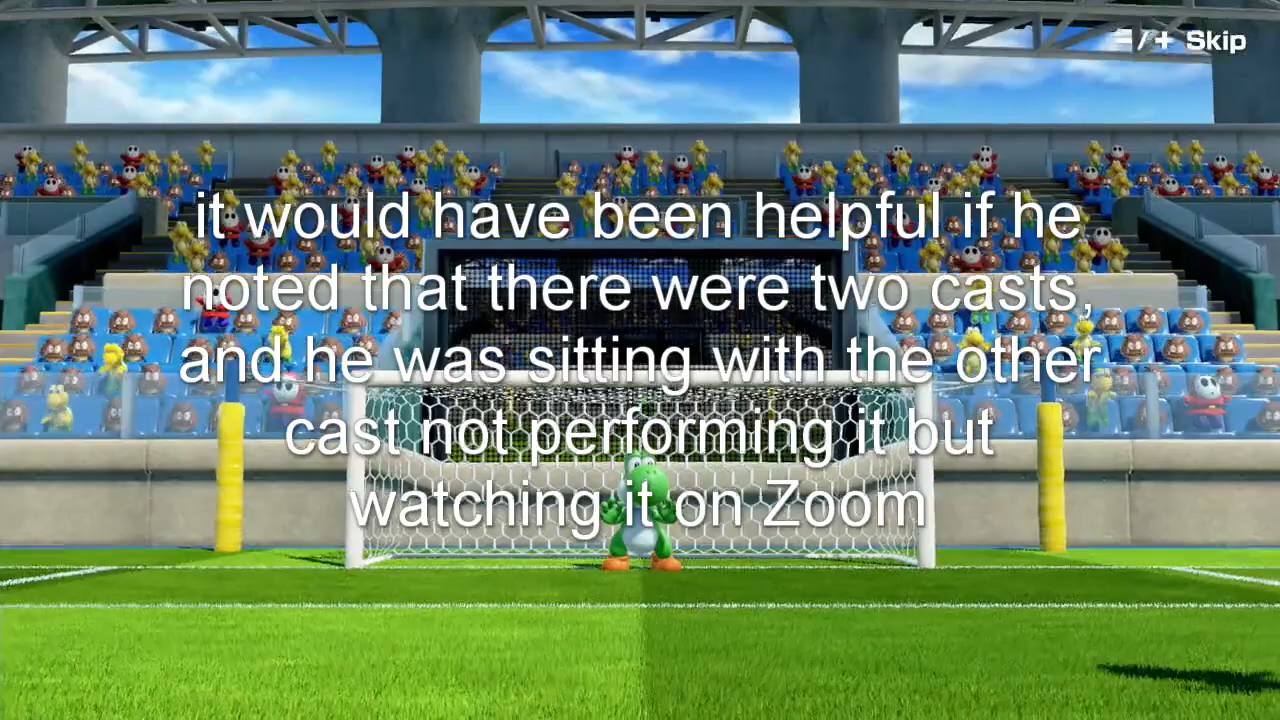 -/+ Skip
it would have been helpful if he
noted that there were two casts,
and he was sitting with the other
cast not performing it but
watching it on Zoom